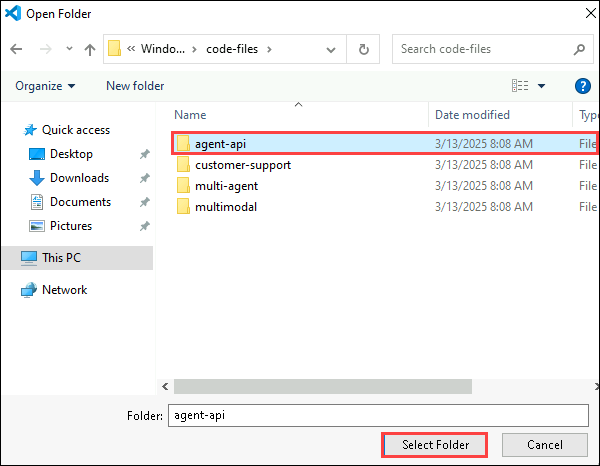 Open Folder
« Windo... › code-files ›
Search code-files
Organize
New folder
?
Name
Date modified
Type
Quick access
Desktop
Downloads
Documents
Pictures
This PC
Network
agent-api 3/13/2025 8:08 AM File
customer-support 3/13/2025 8:08 AM File
multi-agent 3/13/2025 8:08 AM File
multimodal 3/13/2025 8:08 AM File
Folder: agent-api
Select Folder
Cancel